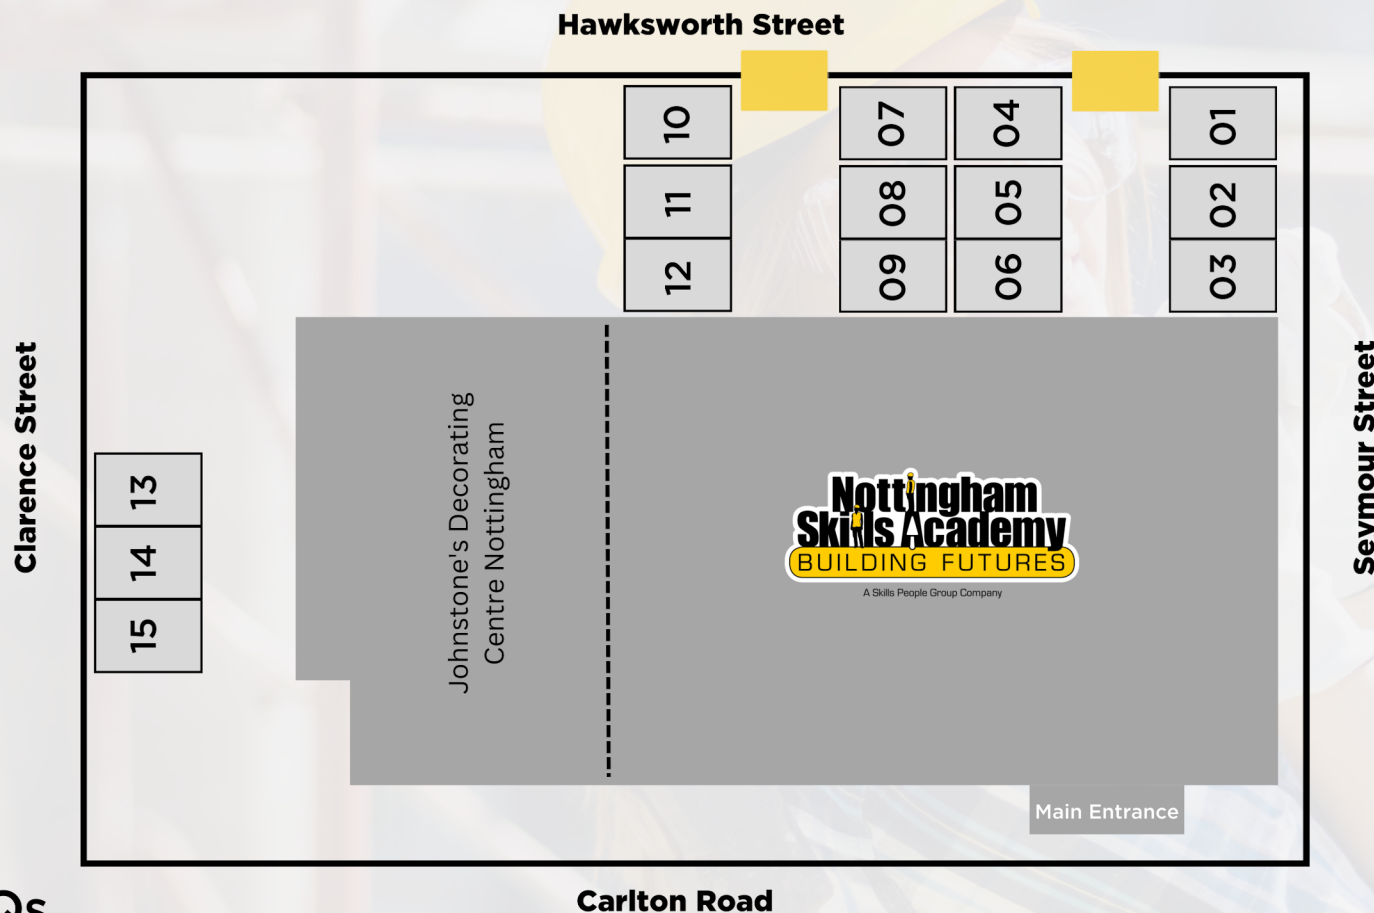 Hawksworth Street
10
07
04
01
11
08
05
02
12
09
06
03
Clarence Street
Seymour Street
13
14
15
Johnstone's Decorating
Centre Nottingham
Nottingham
Skills Academy
BUILDING FUTURES
A Skills People Group Company
Main Entrance
Carlton Road